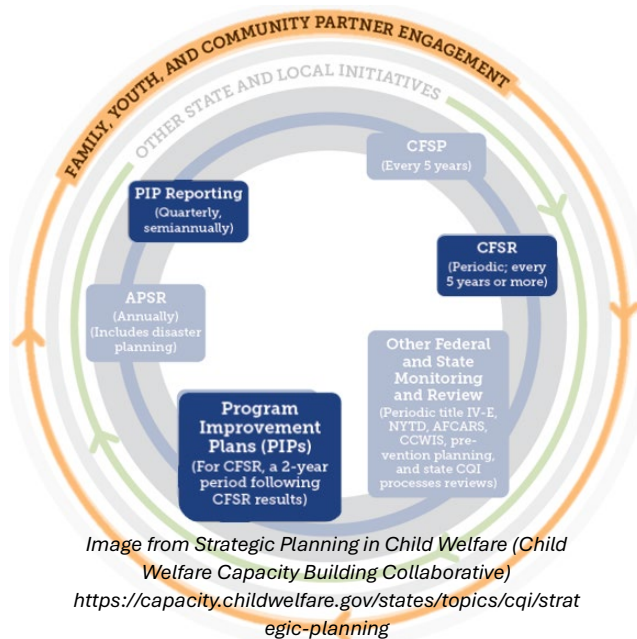 FAMILY, YOUTH, AND COMMUNITY PARTNER ENGAGEMENT
OTHER STATE AND LOCAL INITIATIVES
CFSP
(Every 5 years)
CFSR
(Periodic; every
5 years or more)
Other Federal
and State
Monitoring
and Review
(Periodic title IV-E,
NYTD, AFCARS,
CCWIS, pre-
vention planning,
and state CQI
processes reviews)
Program
Improvement
Plans (PIPs)
(For CFSR, a 2-year
period following
CFSR results)
APSR
(Annually)
(Includes disaster
planning)
PIP Reporting
(Quarterly,
semiannually)
Image from Strategic Planning in Child Welfare (Child
Welfare Capacity Building Collaborative)
https://capacity.childwelfare.gov/states/topics/cqi/strat
egic-planning